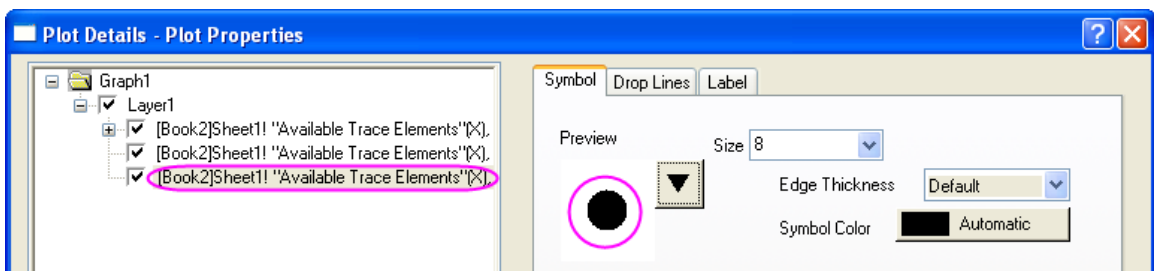 Plot Details - Plot Properties
Graph1
Layer1
[Book2]Sheet1! "Available Trace Elements"(X),
[Book2]Sheet1! "Available Trace Elements"(X),
[Book2]Sheet1! "Available Trace Elements"(X),
Symbol Drop Lines Label
Preview
Size 8
Edge Thickness Default
Symbol Color Automatic